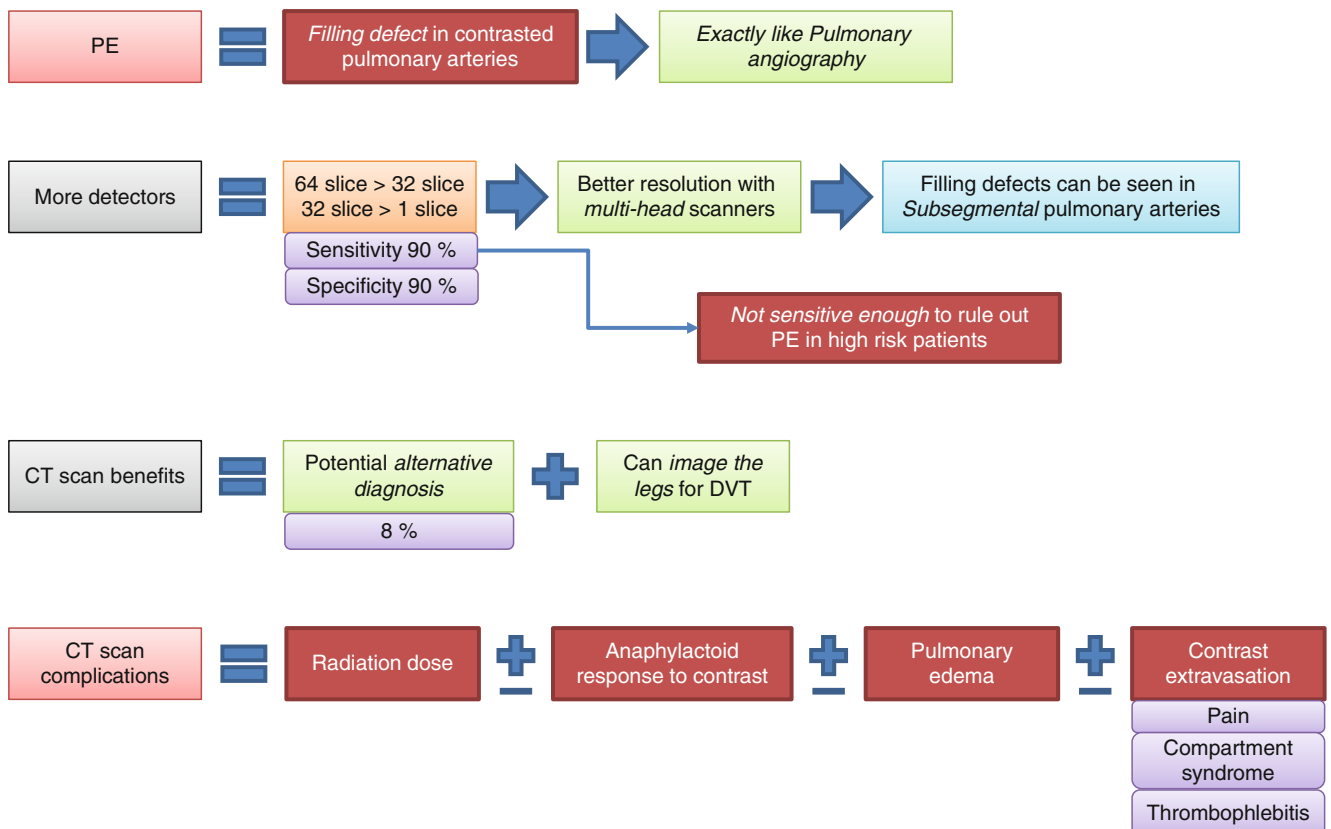 PE
Filling defect in contrasted
pulmonary arteries
Exactly like Pulmonary
angiography
More detectors
64 slice > 32 slice
32 slice > 1 slice
Sensitivity 90 %
Specificity 90 %
Better resolution with
multi-head scanners
Filling defects can be seen in
Subsegmental pulmonary arteries
Not sensitive enough to rule out
PE in high risk patients
CT scan benefits
Potential alternative
diagnosis
8 %
Can image the
legs for DVT
CT scan
complications
Radiation dose
Anaphylactoid
response to contrast
Pulmonary
edema
Contrast
extravasation
Pain
Compartment
syndrome
Thrombophlebitis